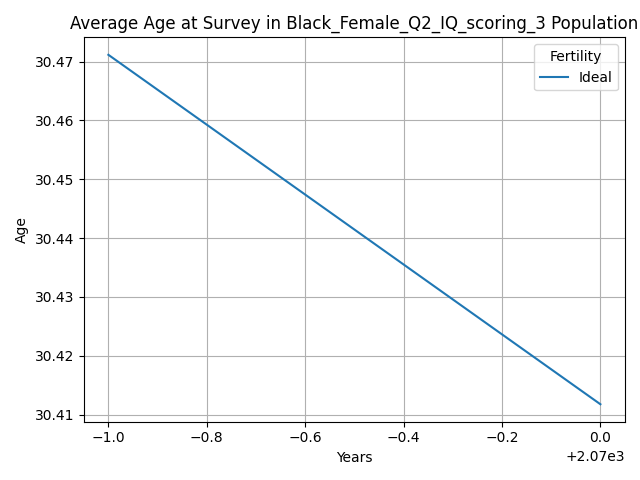 Average Age at Survey in Black_Female_Q2_IQ_scoring_3 Population
Fertility
Ideal
30.47
30.46
30.45
30.44
30.43
30.42
30.41
Age
−1.0 −0.8 −0.6 −0.4 −0.2 0.0
+2.07e3
Years